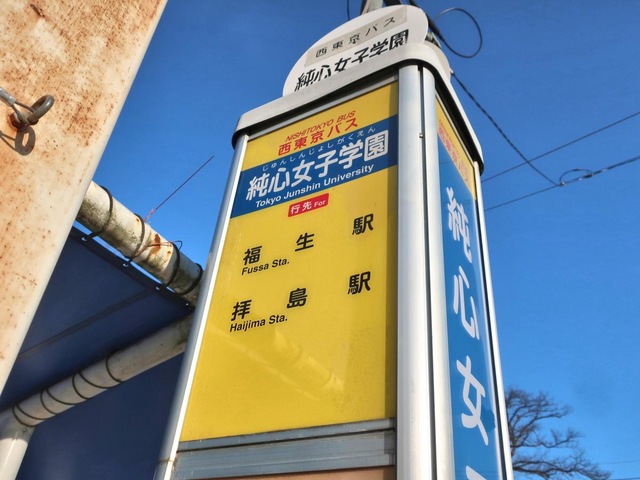 西東京バス
純心女子学園
NISHITOKYO BUS
西東京バス
じゅんしんじょしがくえん
純心女子学園
Tokyo Junshin University
行先 For
福生駅
Fussa Sta.
拝島駅
Haijima Sta.
純心女